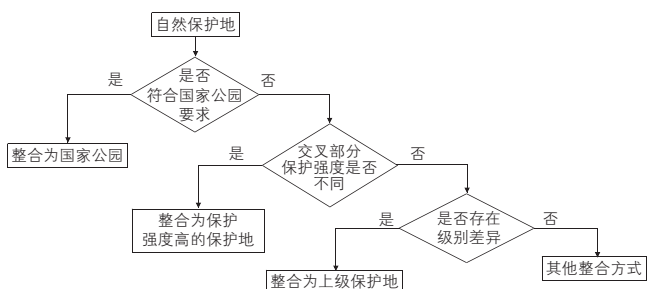 自然保护地
是
是否
符合国家公园
要求
否
整合为国家公园
是
交叉部分
保护强度是否
不同
否
整合为保护
强度高的保护地
是
是否存在
级别差异
否
整合为上级保护地
其他整合方式